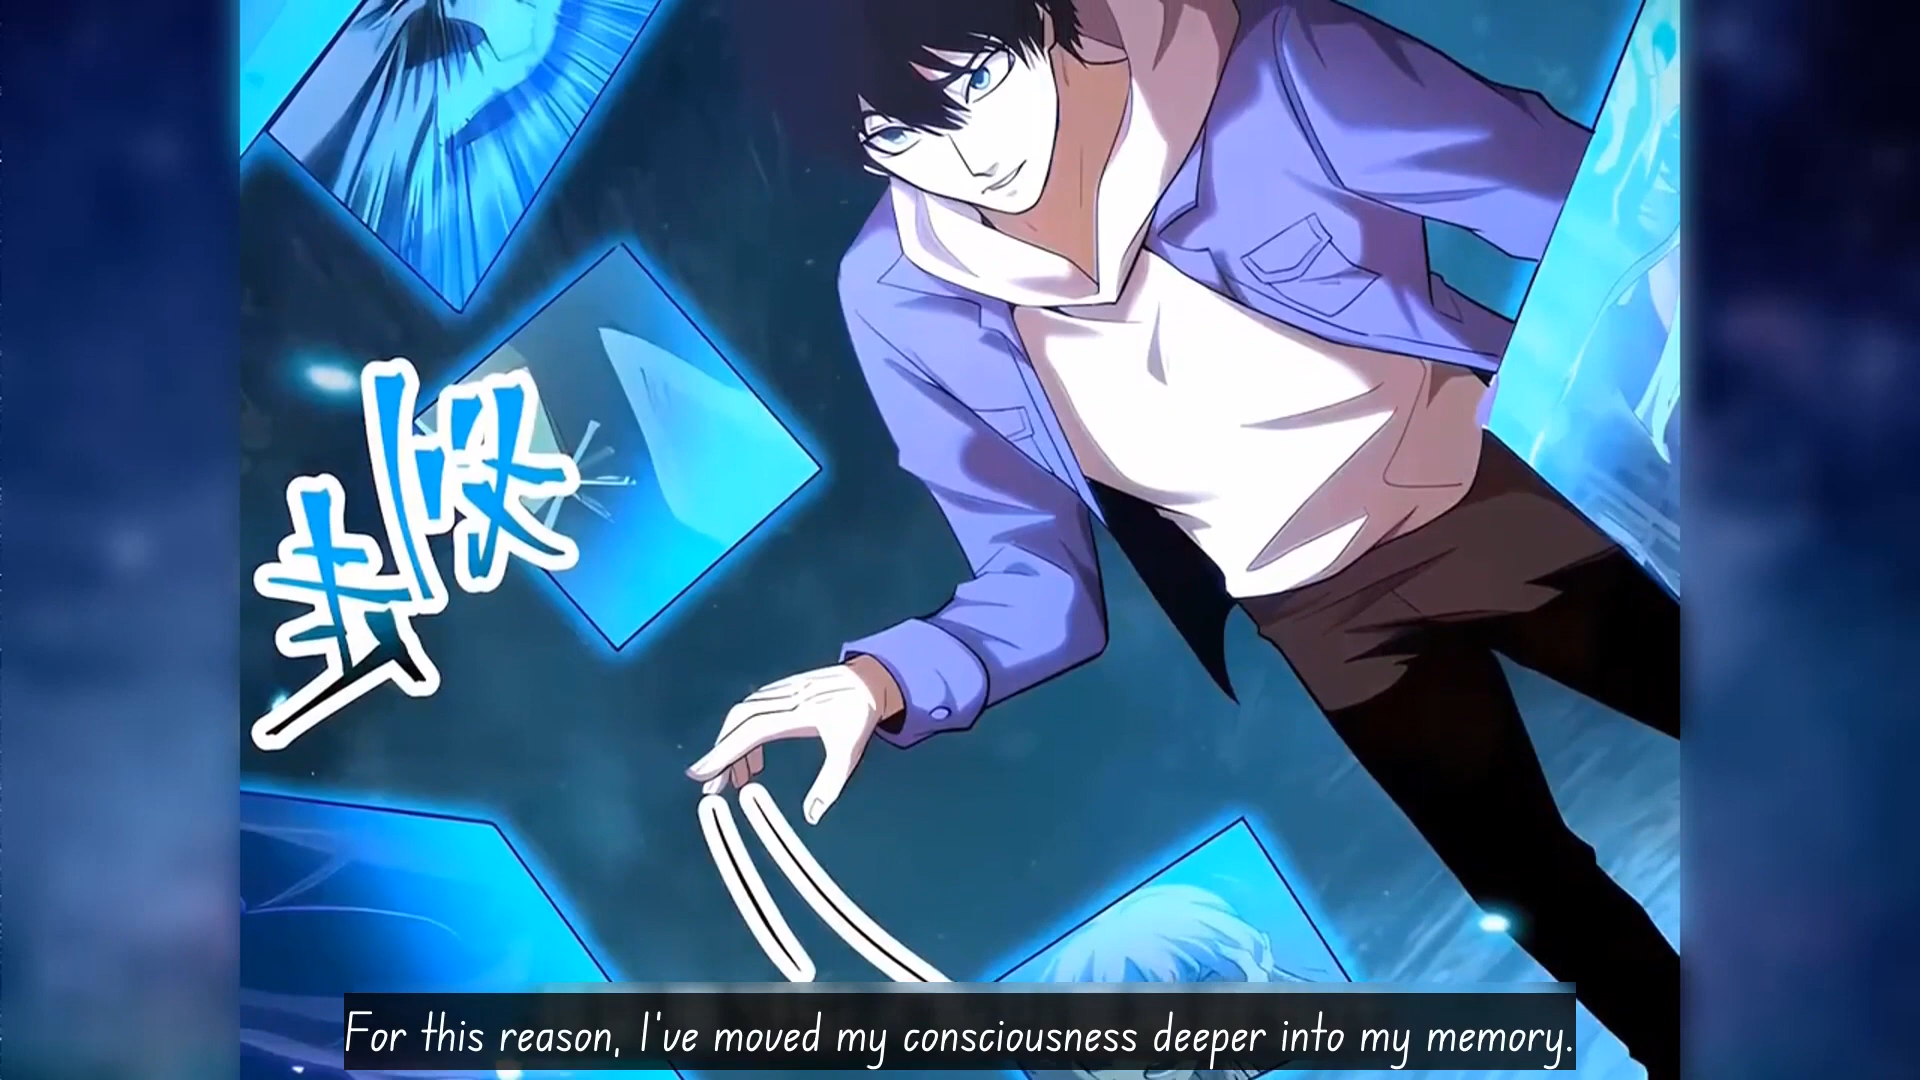 For this reason, I've moved my consciousness deeper into my memory.